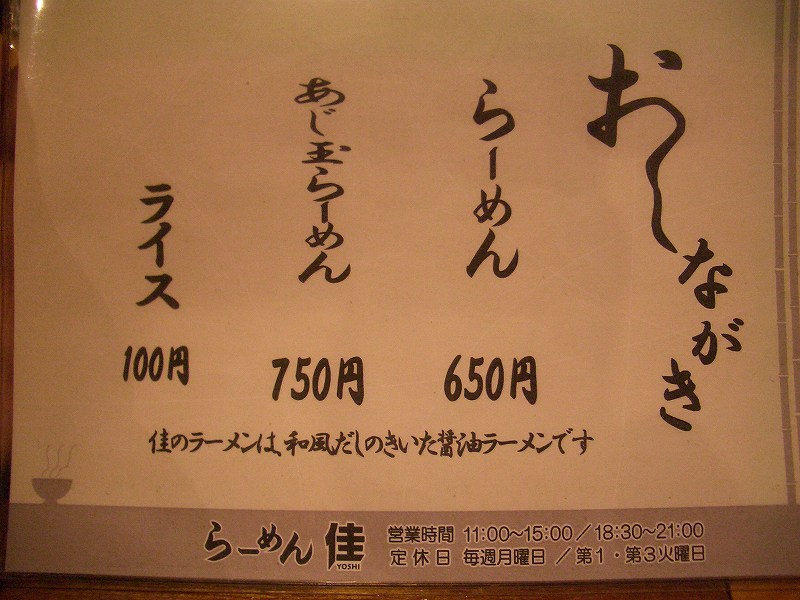 おしながき
らーめん
650円
あじ玉らーめん
750円
ライス
100円
佳のラーメンは、和風だしのきいた醤油ラーメンです
らーめん 佳
YOSHI
営業時間 11:00～15:00／18:30～21:00
定休日 毎週月曜日／第1・第3火曜日